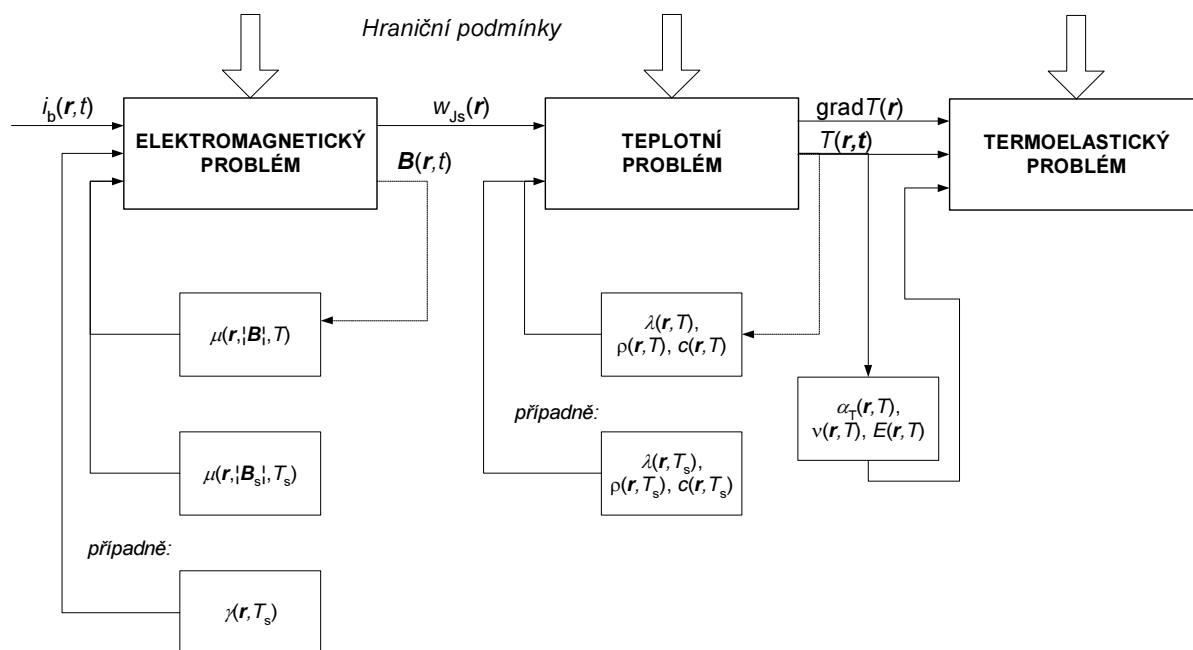 Hraniční podmínky
i_b(r,t)
ELEKTROMAGNETICKÝ
PROBLÉM
w_Js(r)
B(r,t)
TEPLOTNÍ
PROBLÉM
gradT(r)
T(r,t)
TERMOELASTICKÝ
PROBLÉM
μ(r,¦B¦,T)
λ(r,T),
ρ(r,T), c(r,T)
α_T(r,T),
ν(r,T), E(r,T)
případně:
μ(r,¦B_s¦,T_s)
λ(r,T_s),
ρ(r,T_s), c(r,T_s)
případně:
γ(r,T_s)